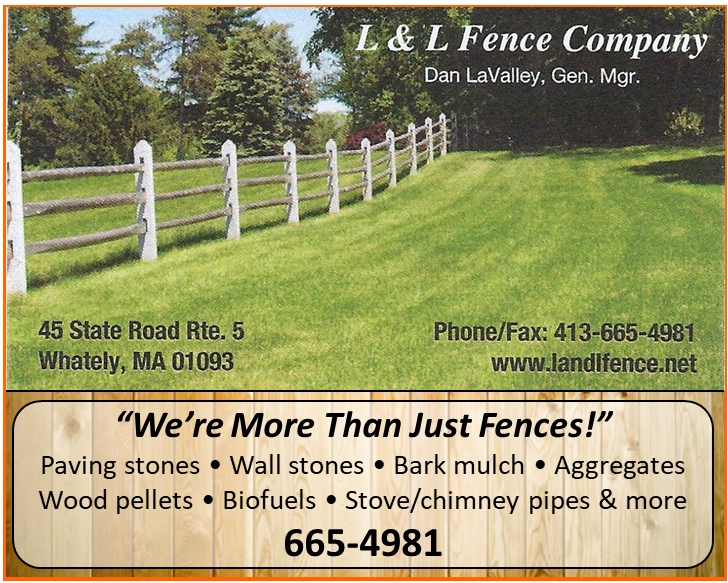 L & L Fence Company
Dan LaValley, Gen. Mgr.
45 State Road Rte. 5
Whately, MA 01093
Phone/Fax: 413-665-4981
www.landlfence.net
“We’re More Than Just Fences!”
Paving stones • Wall stones • Bark mulch • Aggregates
Wood pellets • Biofuels • Stove/chimney pipes & more
665-4981